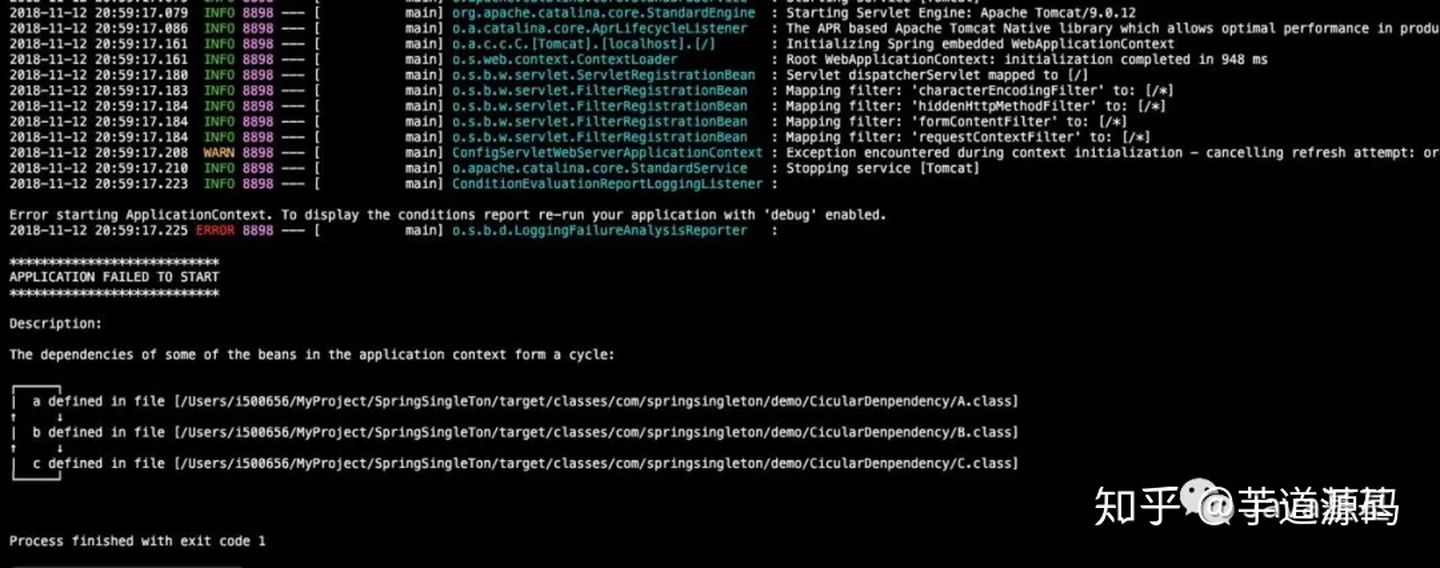 2018-11-12 20:59:17.079 INFO 8898 --- [ main] org.apache.catalina.core.StandardEngine : Starting Servlet Engine: Apache Tomcat/9.0.12
2018-11-12 20:59:17.086 INFO 8898 --- [ main] o.a.catalina.core.AprLifecycleListener : The APR based Apache Tomcat Native library which allows optimal performance in produ
2018-11-12 20:59:17.161 INFO 8898 --- [ main] o.a.c.c.C.[Tomcat].[localhost].[/] : Initializing Spring embedded WebApplicationContext
2018-11-12 20:59:17.161 INFO 8898 --- [ main] o.s.web.context.ContextLoader : Root WebApplicationContext: initialization completed in 948 ms
2018-11-12 20:59:17.180 INFO 8898 --- [ main] o.s.b.w.servlet.ServletRegistrationBean : Servlet dispatcherServlet mapped to [/]
2018-11-12 20:59:17.183 INFO 8898 --- [ main] o.s.b.w.servlet.FilterRegistrationBean : Mapping filter: 'characterEncodingFilter' to: [/*]
2018-11-12 20:59:17.184 INFO 8898 --- [ main] o.s.b.w.servlet.FilterRegistrationBean : Mapping filter: 'hiddenHttpMethodFilter' to: [/*]
2018-11-12 20:59:17.184 INFO 8898 --- [ main] o.s.b.w.servlet.FilterRegistrationBean : Mapping filter: 'formContentFilter' to: [/*]
2018-11-12 20:59:17.184 INFO 8898 --- [ main] o.s.b.w.servlet.FilterRegistrationBean : Mapping filter: 'requestContextFilter' to: [/*]
2018-11-12 20:59:17.208 WARN 8898 --- [ main] ConfigServletWebServerApplicationContext : Exception encountered during context initialization - cancelling refresh attempt: or
2018-11-12 20:59:17.210 INFO 8898 --- [ main] o.apache.catalina.core.StandardService : Stopping service [Tomcat]
2018-11-12 20:59:17.223 INFO 8898 --- [ main] ConditionEvaluationReportLoggingListener :
Error starting ApplicationContext. To display the conditions report re-run your application with 'debug' enabled.
2018-11-12 20:59:17.225 ERROR 8898 --- [ main] o.s.b.d.LoggingFailureAnalysisReporter :
***************************
APPLICATION FAILED TO START
***************************
Description:
The dependencies of some of the beans in the application context form a cycle:
┌─────┐
| a defined in file [/Users/i500656/MyProject/SpringSingleTon/target/classes/com/springsingleton/demo/CicularDenpendency/A.class]
↑ ↓
| b defined in file [/Users/i500656/MyProject/SpringSingleTon/target/classes/com/springsingleton/demo/CicularDenpendency/B.class]
↑ ↓
| c defined in file [/Users/i500656/MyProject/SpringSingleTon/target/classes/com/springsingleton/demo/CicularDenpendency/C.class]
└─────┘
知乎 @芋道源码
Process finished with exit code 1